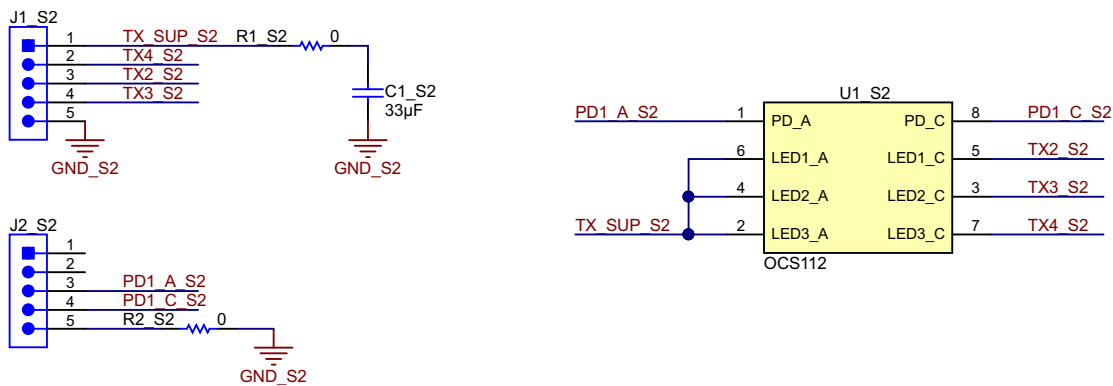 J1_S2
1 TX_SUP_S2 R1_S2 0
2 TX4_S2
3 TX2_S2
4 TX3_S2
5
GND_S2
C1_S2
33µF
GND_S2
J2_S2
1
2
3 PD1_A_S2
4 PD1_C_S2
5 R2_S2 0
GND_S2
U1_S2
PD1_A_S2 1 PD_A PD_C 8 PD1_C_S2
6 LED1_A LED1_C 5 TX2_S2
4 LED2_A LED2_C 3 TX3_S2
TX_SUP_S2 2 LED3_A LED3_C 7 TX4_S2
OCS112